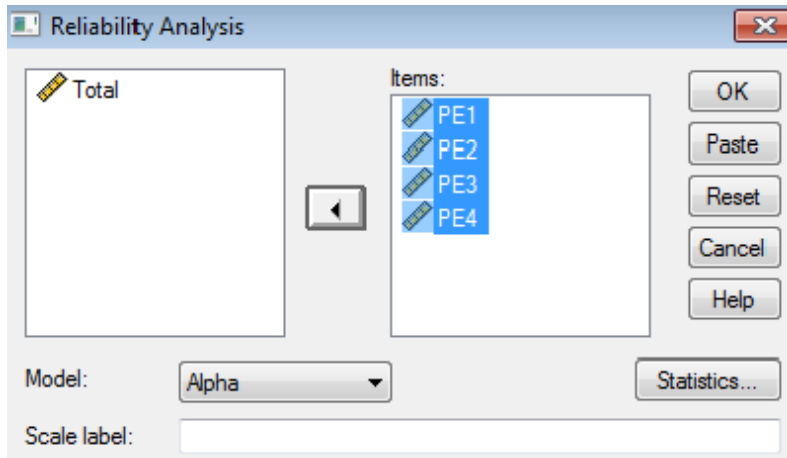 Reliability Analysis
Total
Items:
PE1
PE2
PE3
PE4
OK
Paste
Reset
Cancel
Help
Model:
Alpha
Statistics...
Scale label: